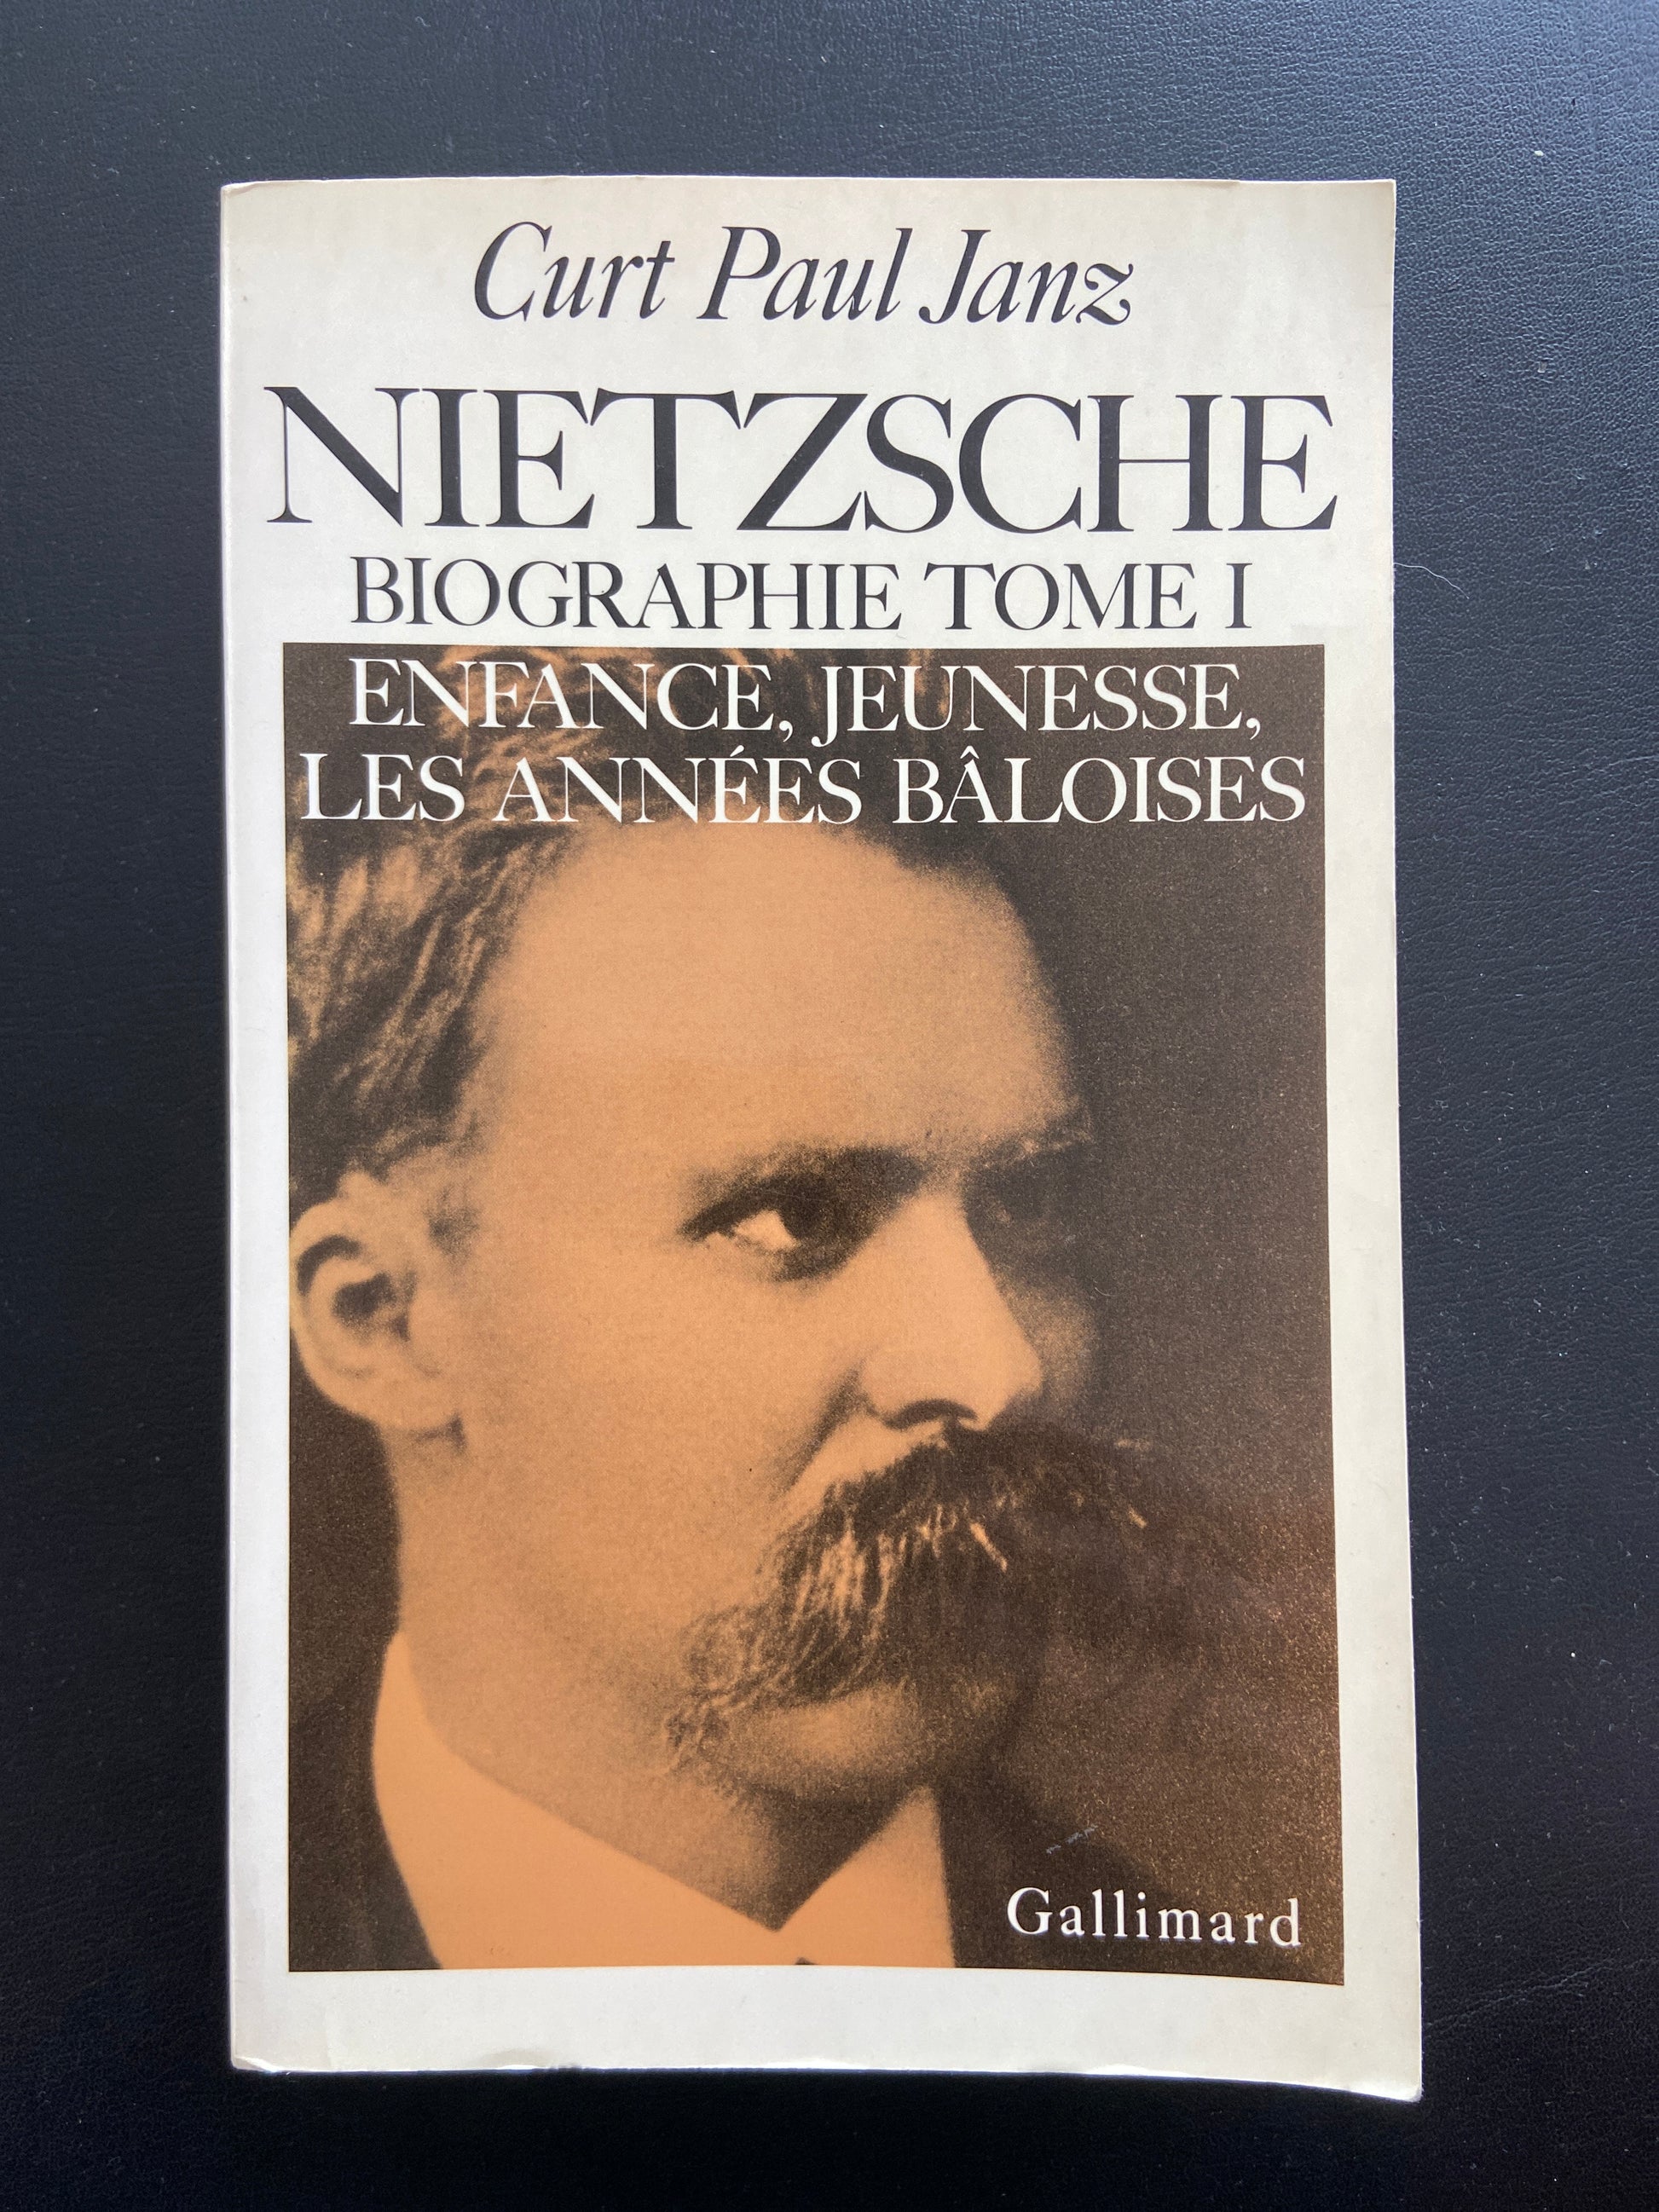 Curt Paul Janz
NIETZSCHE
BIOGRAPHIE TOME I
ENFANCE, JEUNESSE,
LES ANNÉES BÂLOISES
Gallimard